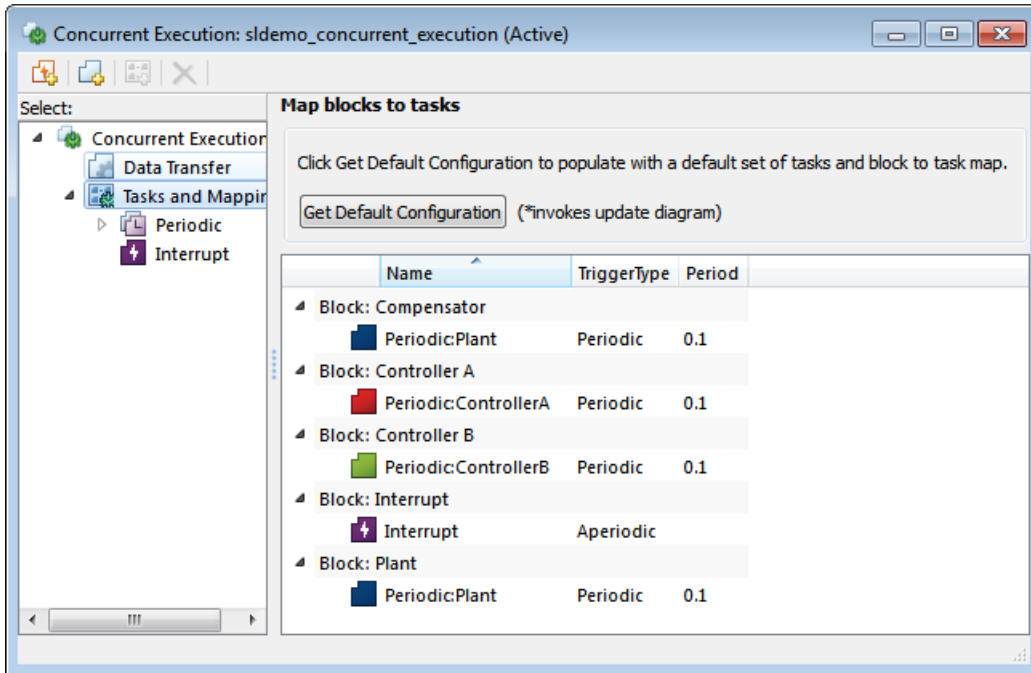 Concurrent Execution: sldemo_concurrent_execution (Active)
Select:
Concurrent Execution
Data Transfer
Tasks and Mappin
Periodic
Interrupt
Map blocks to tasks
Click Get Default Configuration to populate with a default set of tasks and block to task map.
Get Default Configuration (*invokes update diagram)
Name TriggerType Period
Block: Compensator
Periodic:Plant Periodic 0.1
Block: Controller A
Periodic:ControllerA Periodic 0.1
Block: Controller B
Periodic:ControllerB Periodic 0.1
Block: Interrupt
Interrupt Aperiodic
Block: Plant
Periodic:Plant Periodic 0.1